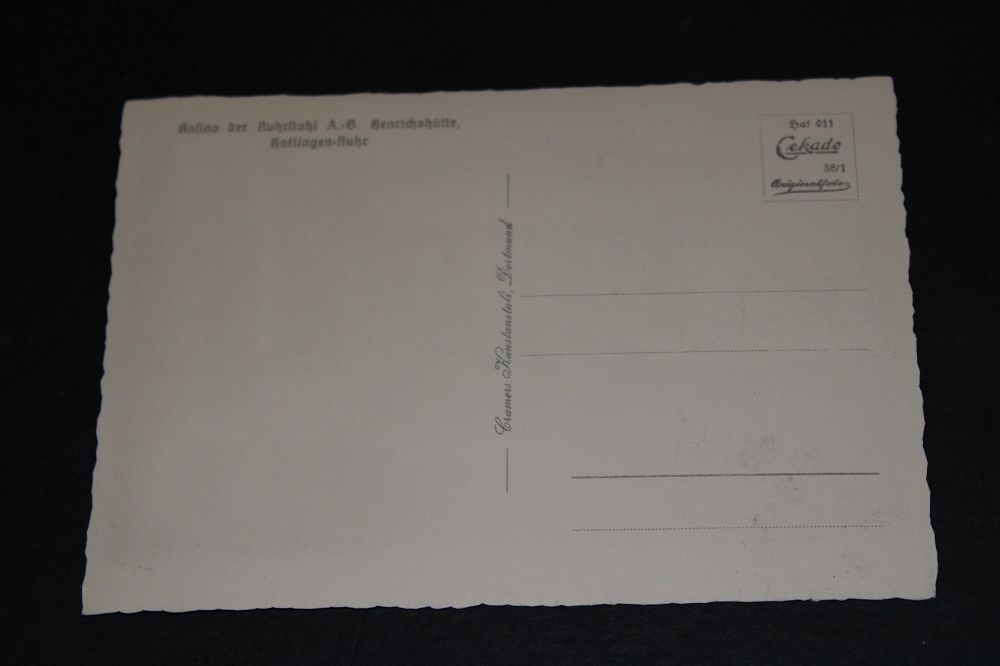 Kasino der Ruhrstahl A.-G. Henrichshütte,
Hattingen-Ruhr
Hat 011
Cekade
38/1
Originalfoto
Cramers Kunstanstalt, Dortmund